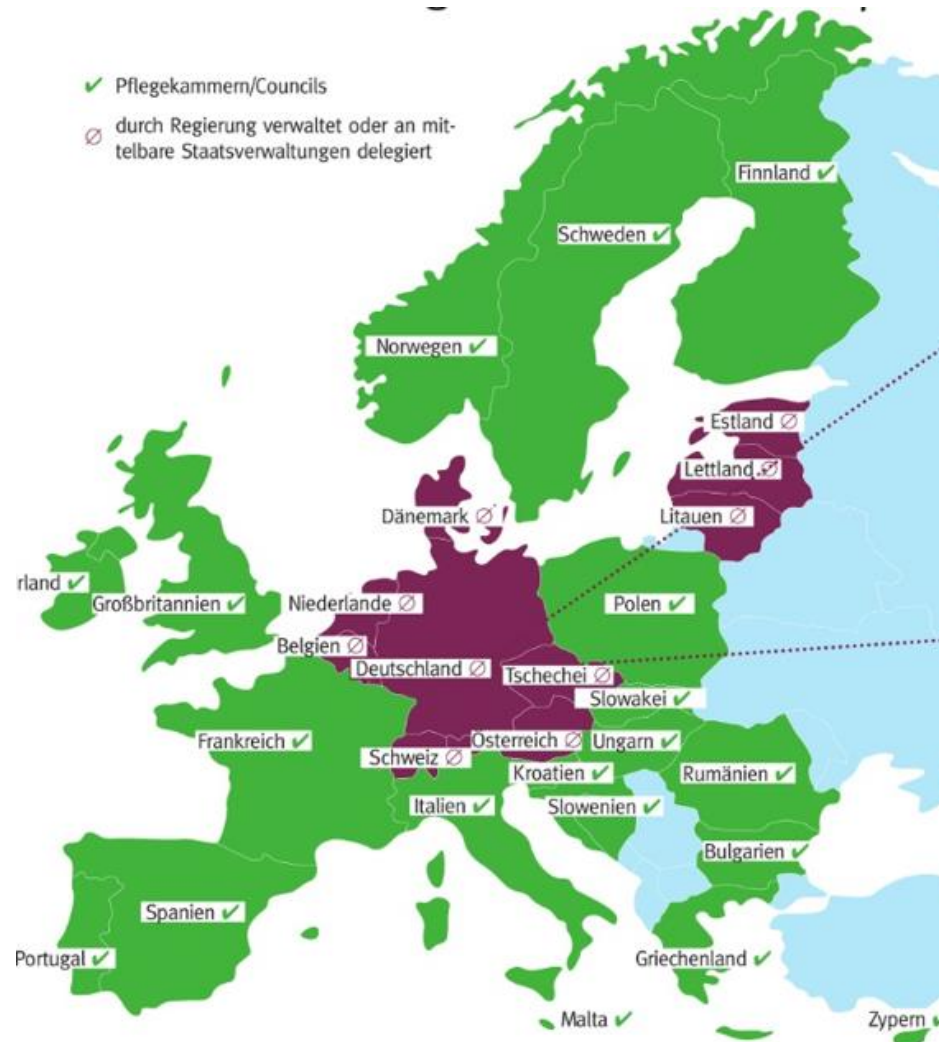 ✔ Pflegekammern/Councils
∅ durch Regierung verwaltet oder an mit-
telbare Staatsverwaltungen delegiert
Finnland ✔
Schweden ✔
Norwegen ✔
Estland ∅
Lettland ∅
Dänemark ∅
Litauen ∅
rland ✔
Großbritannien ✔
Niederlande ∅
Polen ✔
Belgien ∅
Deutschland ∅
Tschechei ∅
Slowakei ✔
Frankreich ✔
Österreich ∅
Ungarn ✔
Schweiz ∅
Kroatien ✔
Rumänien ✔
Italien ✔
Slowenien ✔
Bulgarien ✔
Spanien ✔
Portugal ✔
Griechenland ✔
Malta ✔
Zypern ✔